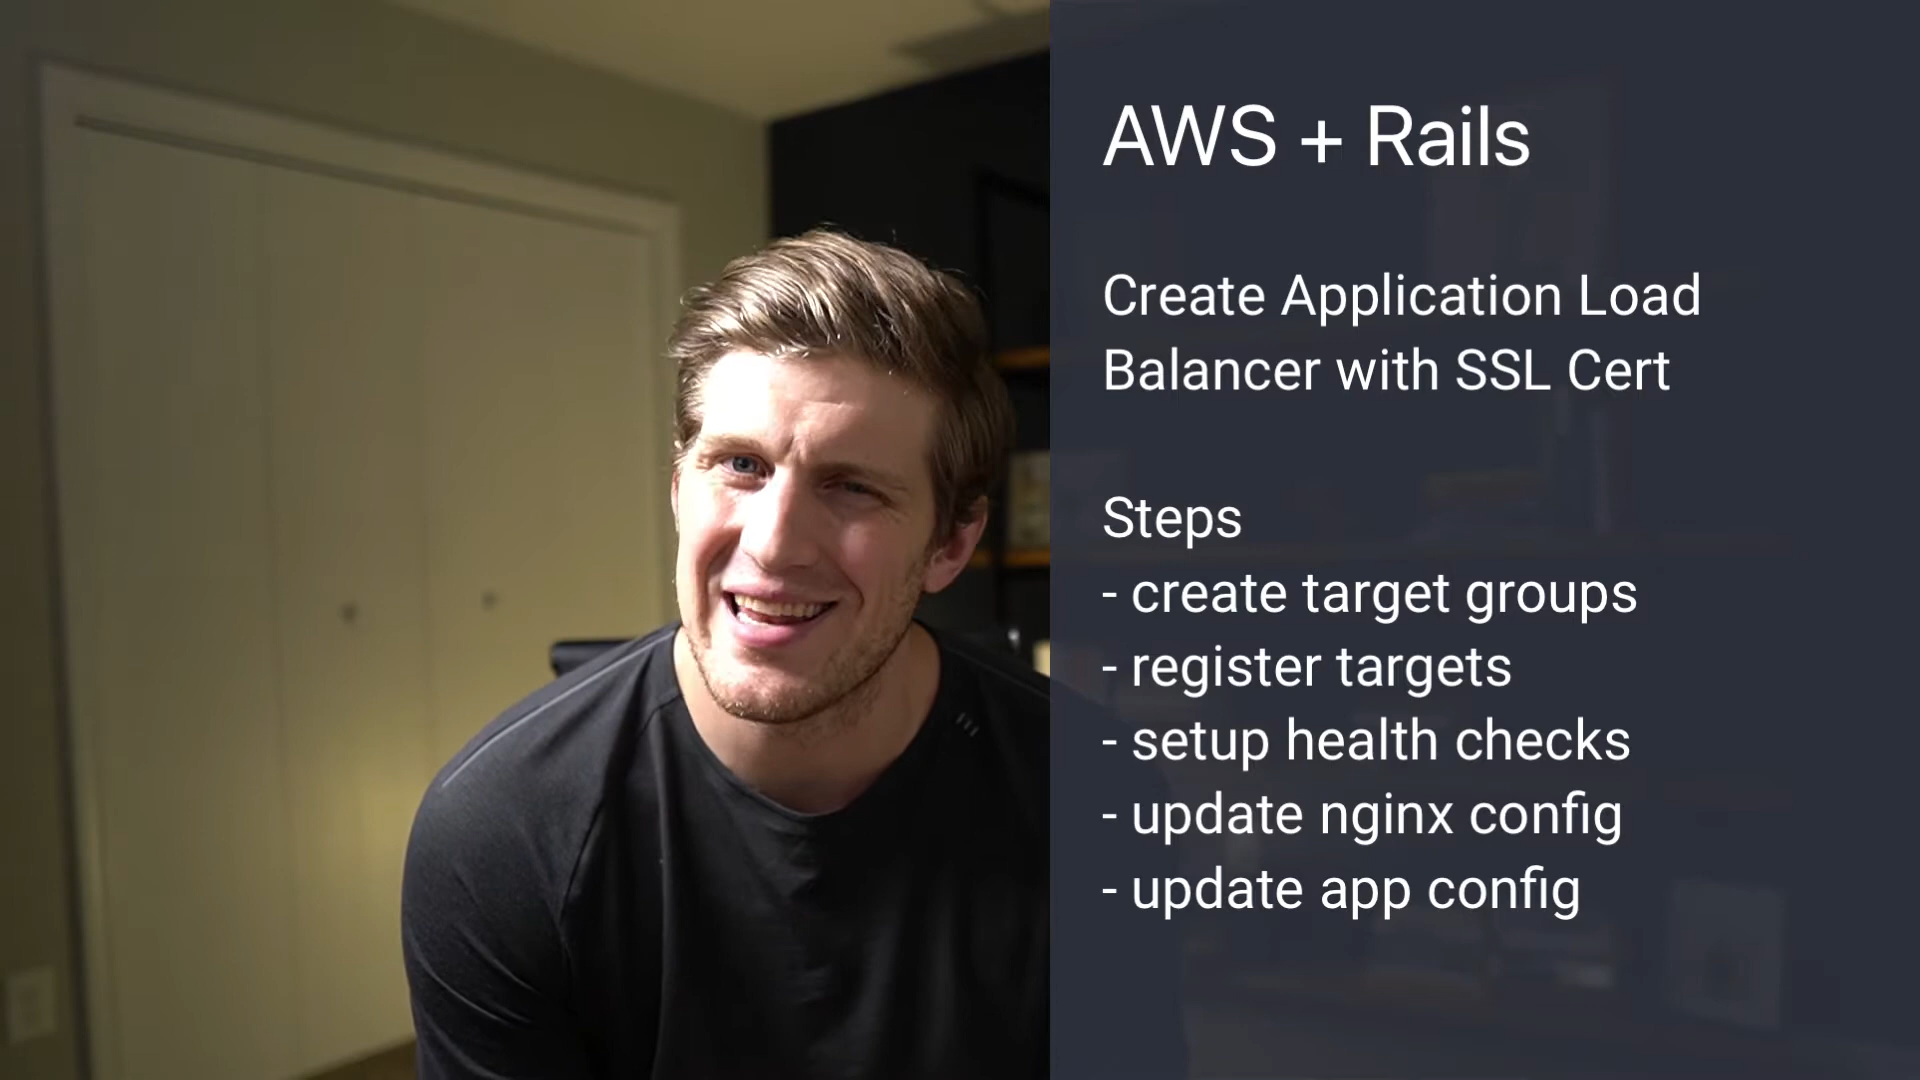 AWS + Rails
Create Application Load
Balancer with SSL Cert
Steps
- create target groups
- register targets
- setup health checks
- update nginx config
- update app config